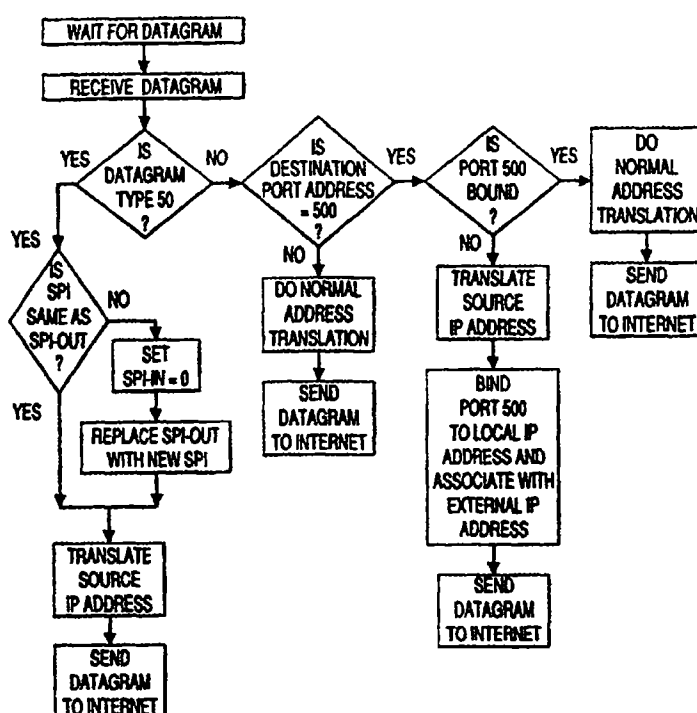 WAIT FOR DATAGRAM
RECEIVE DATAGRAM
IS
DATAGRAM
TYPE 50
?
YES
NO
IS
DESTINATION
PORT ADDRESS
= 500
?
YES
NO
IS
PORT 500
BOUND
?
YES
NO
DO
NORMAL
ADDRESS
TRANSLATION
SEND
DATAGRAM
TO INTERNET
YES
IS
SPI
SAME AS
SPI-OUT
?
NO
YES
SET
SPI-IN = 0
REPLACE SPI-OUT
WITH NEW SPI
TRANSLATE
SOURCE
IP ADDRESS
SEND
DATAGRAM
TO INTERNET
DO NORMAL
ADDRESS
TRANSLATION
SEND
DATAGRAM
TO INTERNET
TRANSLATE
SOURCE
IP ADDRESS
BIND
PORT 500
TO LOCAL IP
ADDRESS AND
ASSOCIATE WITH
EXTERNAL IP
ADDRESS
SEND
DATAGRAM
TO INTERNET